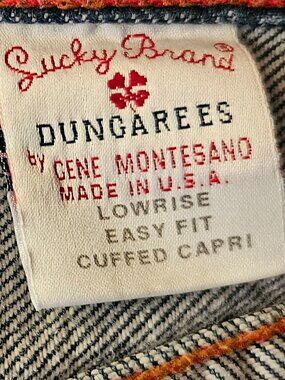 Lucky Brand®
DUNGAREES
by GENE MONTESANO
MADE IN U.S.A.
LOWRISE
EASY FIT
CUFFED CAPRI